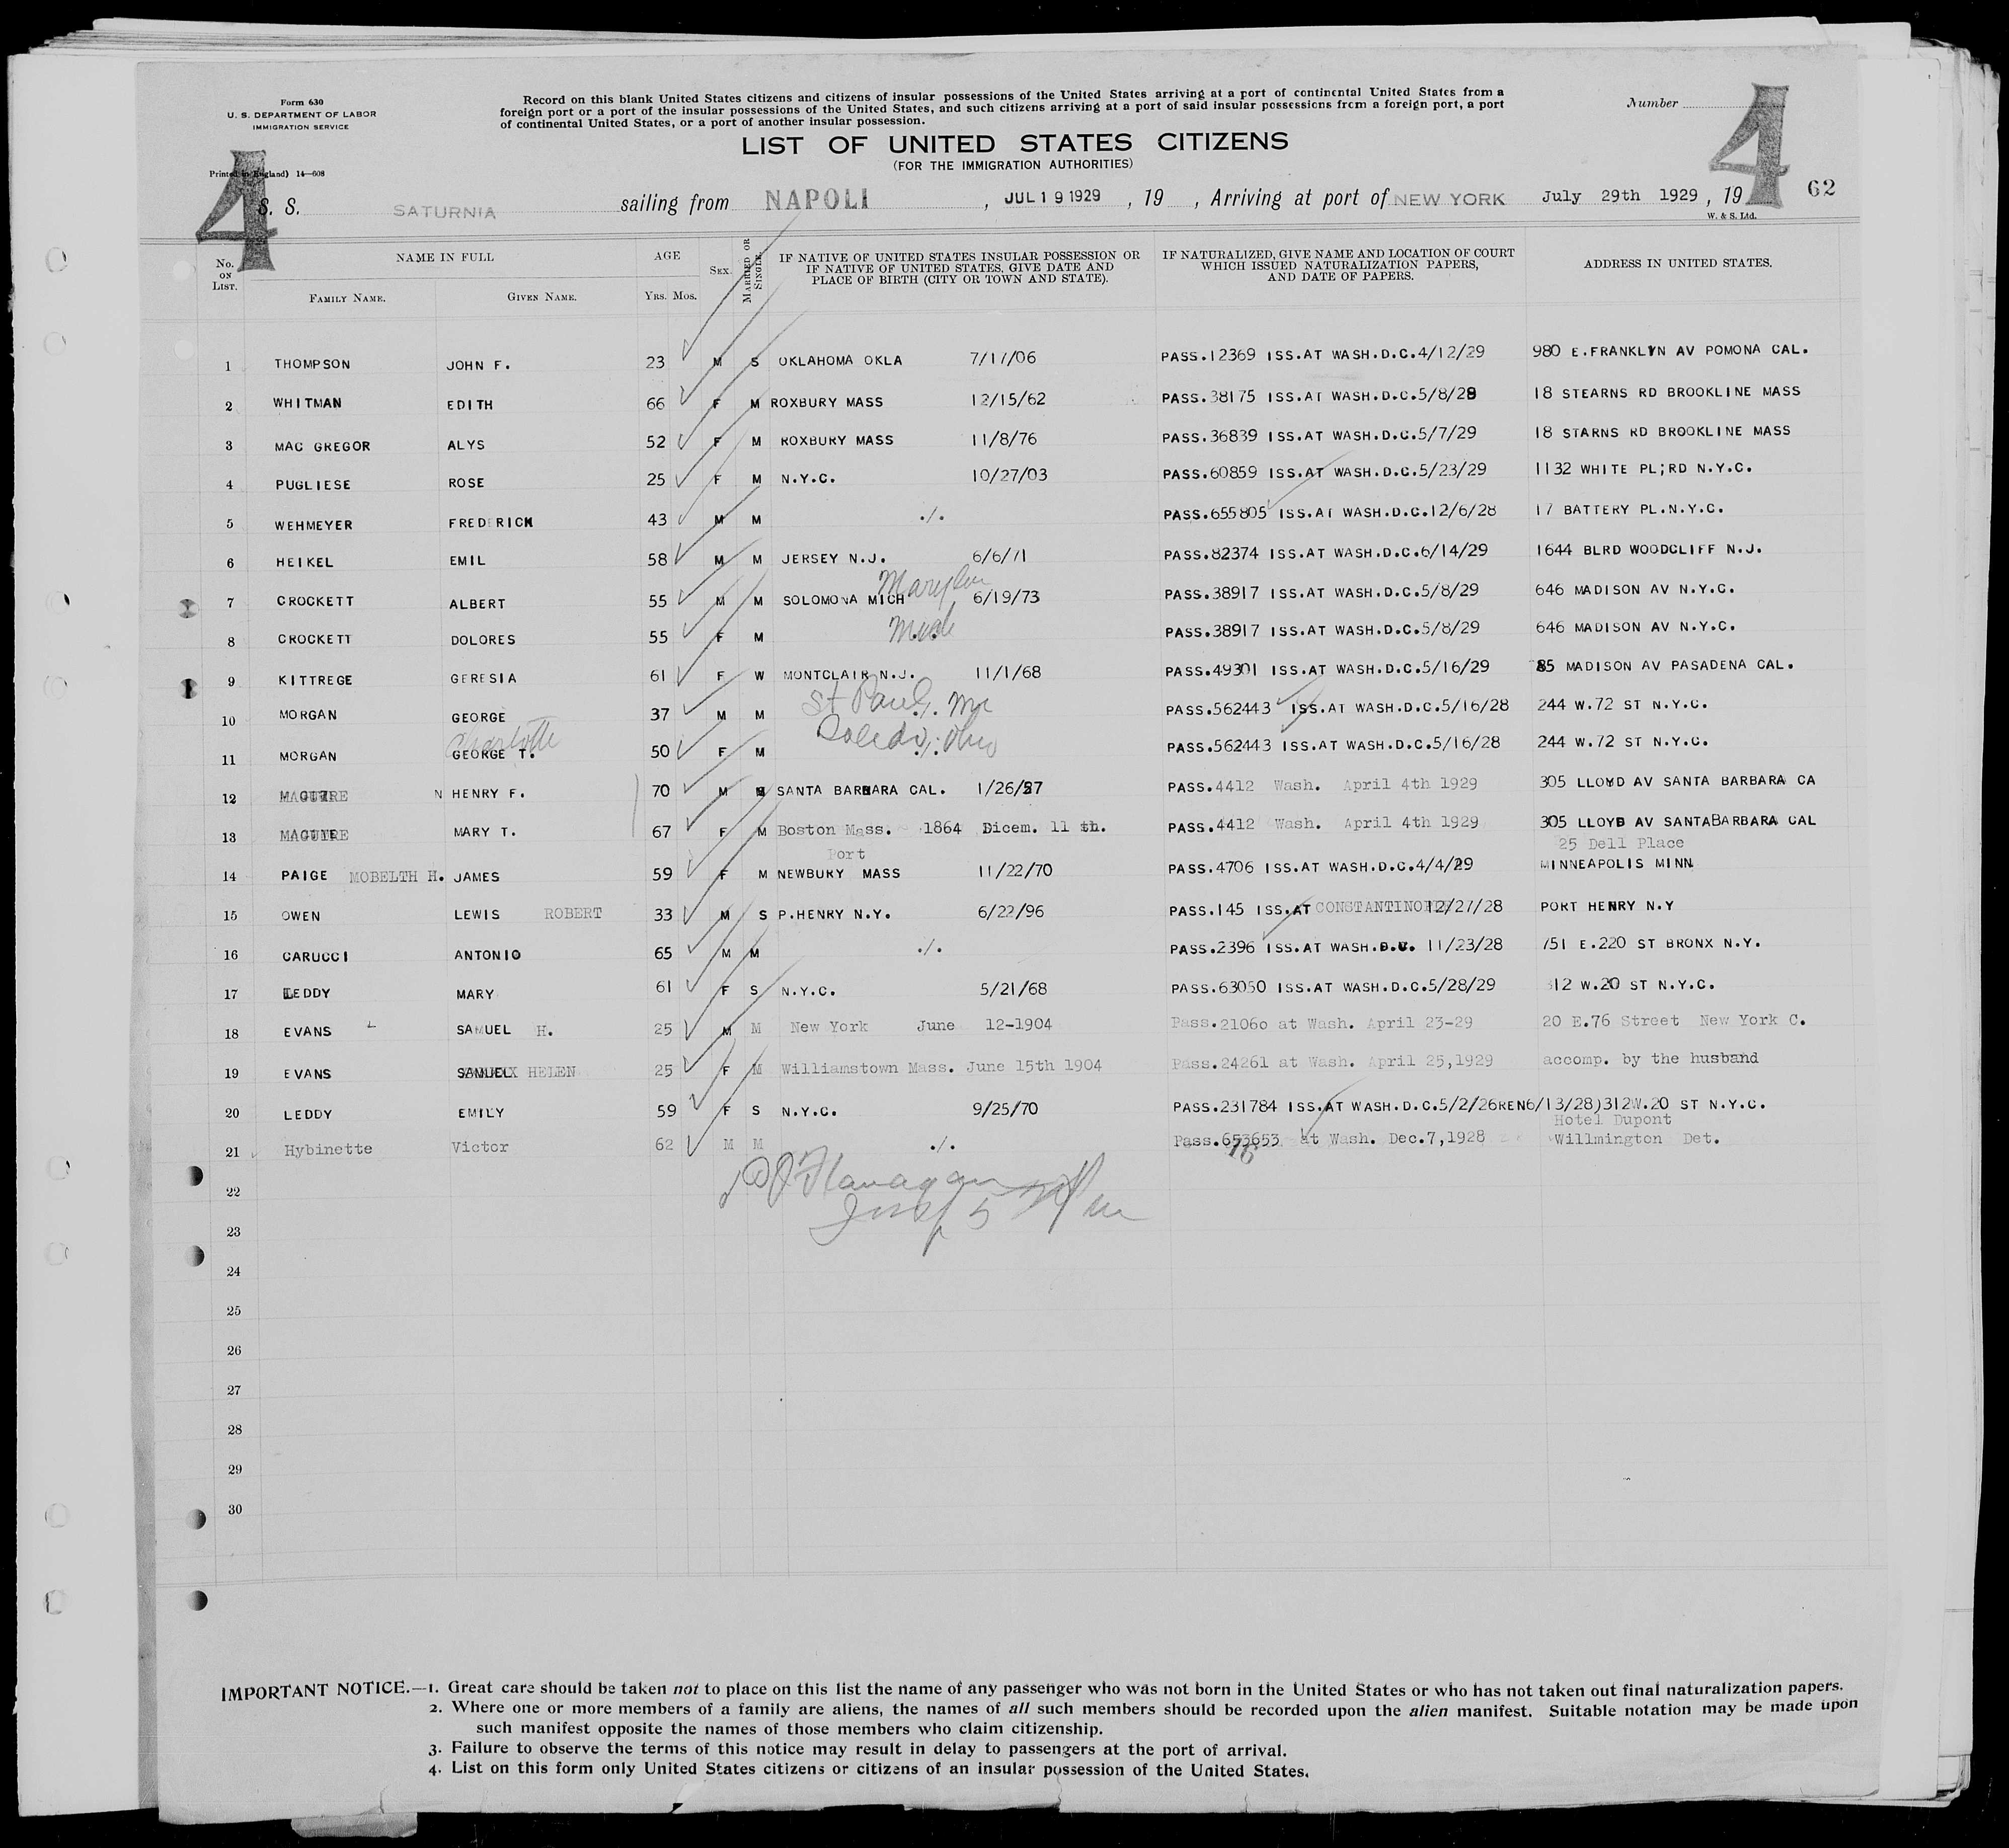 Form 630
U. S. DEPARTMENT OF LABOR
IMMIGRATION SERVICE
Printed in England) 14—608
4
Record on this blank United States citizens and citizens of insular possessions of the United States arriving at a port of continental United States from a
foreign port or a port of the insular possessions of the United States, and such citizens arriving at a port of said insular possessions from a foreign port, a port
of continental United States, or a port of another insular possession.
Number
4
62
LIST OF UNITED STATES CITIZENS
(FOR THE IMMIGRATION AUTHORITIES)
S. S. SATURNIA sailing from NAPOLI , JUL 19 1929 , 19 , Arriving at port of NEW YORK July 29th 1929 , 19
W. & S. Ltd.
No. ON LIST. NAME IN FULL AGE SEX. MARRIED OR SINGLE. IF NATIVE OF UNITED STATES INSULAR POSSESSION OR IF NATIVE OF UNITED STATES, GIVE DATE AND PLACE OF BIRTH (CITY OR TOWN AND STATE). IF NATURALIZED, GIVE NAME AND LOCATION OF COURT WHICH ISSUED NATURALIZATION PAPERS, AND DATE OF PAPERS. ADDRESS IN UNITED STATES.
FAMILY NAME. GIVEN NAME. YRS. MOS.
1 THOMPSON JOHN F. 23 M S OKLAHOMA OKLA 7/17/06 PASS.12369 ISS.AT WASH.D.C.4/12/29 980 E.FRANKLYN AV POMONA CAL.
2 WHITMAN EDITH 66 F M ROXBURY MASS 12/15/62 PASS.38175 ISS.AT WASH.D.C.5/8/29 18 STEARNS RD BROOKLINE MASS
3 MAC GREGOR ALYS 52 F M ROXBURY MASS 11/8/76 PASS.36839 ISS.AT WASH.D.C.5/7/29 18 STARNS RD BROOKLINE MASS
4 PUGLIESE ROSE 25 F M N.Y.C. 10/27/03 PASS.60859 ISS.AT WASH.D.C.5/23/29 1132 WHITE PL;RD N.Y.C.
5 WEHMEYER FREDERICK 43 M M ./. PASS.655805 ISS.AT WASH.D.C.12/6/28 17 BATTERY PL.N.Y.C.
6 HEIKEL EMIL 58 M M JERSEY N.J. 6/6/71 PASS.82374 ISS.AT WASH.D.C.6/14/29 1644 BLRD WOODCLIFF N.J.
7 CROCKETT ALBERT 55 M M SOLOMONA MICH 6/19/73 PASS.38917 ISS.AT WASH.D.C.5/8/29 646 MADISON AV N.Y.C.
8 CROCKETT DOLORES 55 F M PASS.38917 ISS.AT WASH.D.C.5/8/29 646 MADISON AV N.Y.C.
9 KITTREGE GERESIA 61 F W MONTCLAIR N.J. 11/1/68 PASS.49301 ISS.AT WASH.D.C.5/16/29 85 MADISON AV PASADENA CAL.
10 MORGAN GEORGE 37 M M St Paul, PASS.562443 ISS.AT WASH.D.C.5/16/28 244 W.72 ST N.Y.C.
Charlotte
11 MORGAN GEORGE T. 50 F M Toledo, Ohio PASS.562443 ISS.AT WASH.D.C.5/16/28 244 W.72 ST N.Y.C.
12 MAGUIRE N HENRY F. 70 M SANTA BARBARA CAL. 1/26/ PASS.4412 Wash. April 4th 1929 305 LLOYD AV SANTA BARBARA CA
13 MAGUIRE MARY T. 67 F M Boston Mass. 1864 Dicem. 11 th. PASS.4412 Wash. April 4th 1929 305 LLOYD AV SANTABARBARA CAL
Port 25 Dell Place
14 PAIGE MOBELTH H. JAMES 59 F M NEWBURY MASS 11/22/70 PASS.4706 ISS.AT WASH.D.C.4/4/29 MINNEAPOLIS MINN
15 OWEN LEWIS ROBERT 33 M S P.HENRY N.Y. 6/22/96 PASS.145 ISS.AT 12/27/28 PORT HENRY N.Y
16 CARUCCI ANTONIO 65 M M ./. PASS.2396 ISS.AT WASH.D.C. 11/23/28 751 E.220 ST BRONX N.Y.
17 LEDDY MARY 61 F S N.Y.C. 5/21/68 PASS.63050 ISS.AT WASH.D.C.5/28/29 312 W.20 ST N.Y.C.
18 EVANS SAMUEL H. 25 M M New York June 12-1904 Pass.2106o at Wash. April 23-29 20 E.76 Street New York C.
19 EVANS HELEN 25 F M Williamstown Mass. June 15th 1904 Pass.24261 at Wash. April 25,1929 accomp. by the husband
20 LEDDY EMILY 59 F S N.Y.C. 9/25/70 PASS.231784 ISS.AT WASH.D.C.5/2/26REN6/13/28)312W.20 ST N.Y.C.
Hotel Dupont
21 Hybinette Victor 62 M M ./. Pass.653653 at Wash. Dec.7,1928 Willmington Det.
22 Flanagan
23
24
25
26
27
28
29
30
IMPORTANT NOTICE.—1. Great care should be taken not to place on this list the name of any passenger who was not born in the United States or who has not taken out final naturalization papers.
2. Where one or more members of a family are aliens, the names of all such members should be recorded upon the alien manifest. Suitable notation may be made upon
such manifest opposite the names of those members who claim citizenship.
3. Failure to observe the terms of this notice may result in delay to passengers at the port of arrival.
4. List on this form only United States citizens or citizens of an insular possession of the United States.